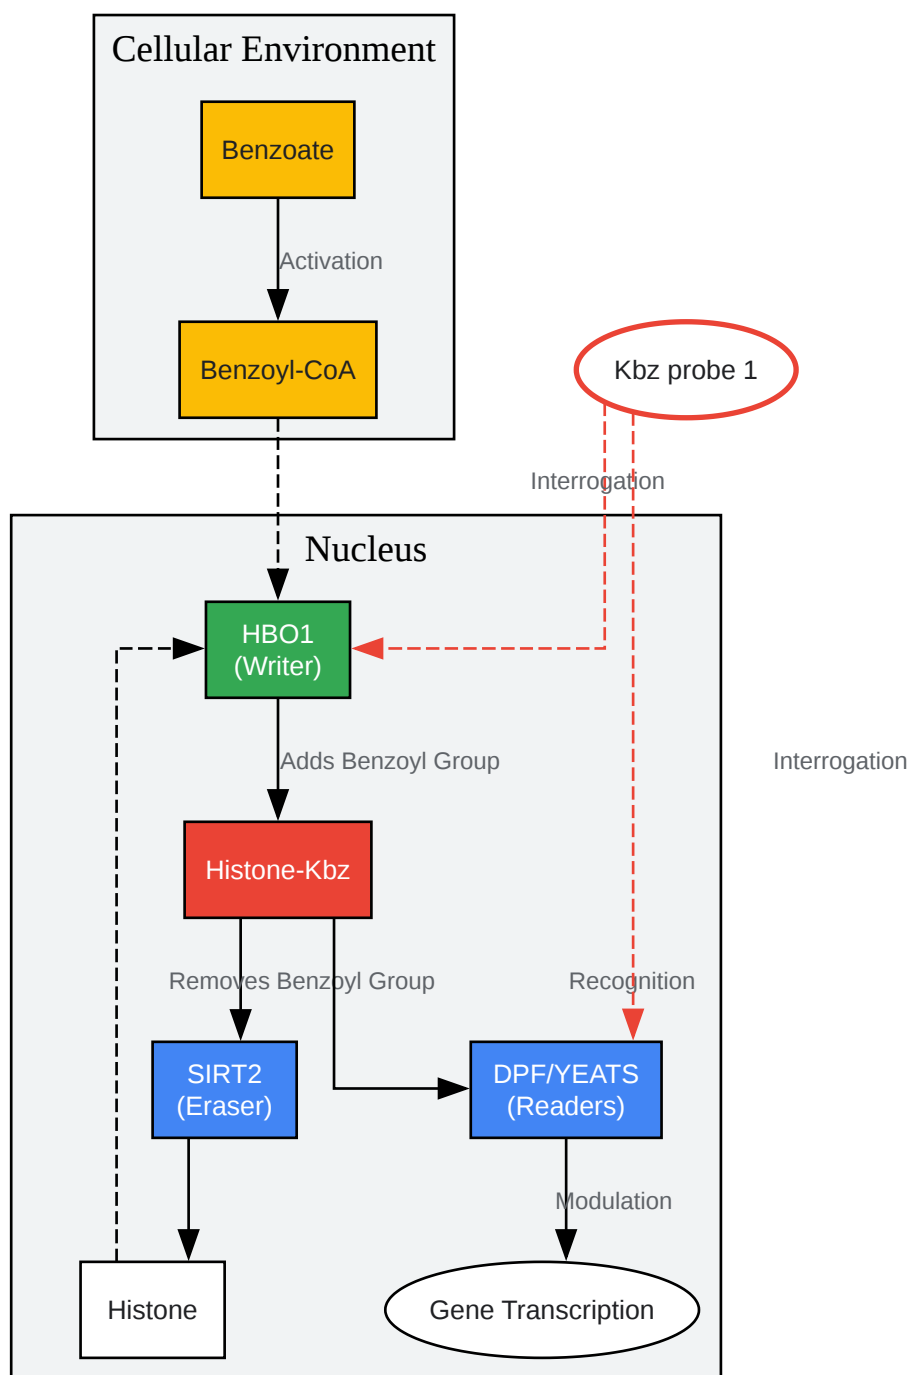 Cellular Environment
Benzoate
Activation
Benzoyl-CoA
Kbz probe 1
Interrogation
Nucleus
HBO1
(Writer)
Adds Benzoyl Group
Interrogation
Histone-Kbz
Removes Benzoyl Group
Recognition
SIRT2
(Eraser)
DPF/YEATS
(Readers)
Modulation
Histone
Gene Transcription